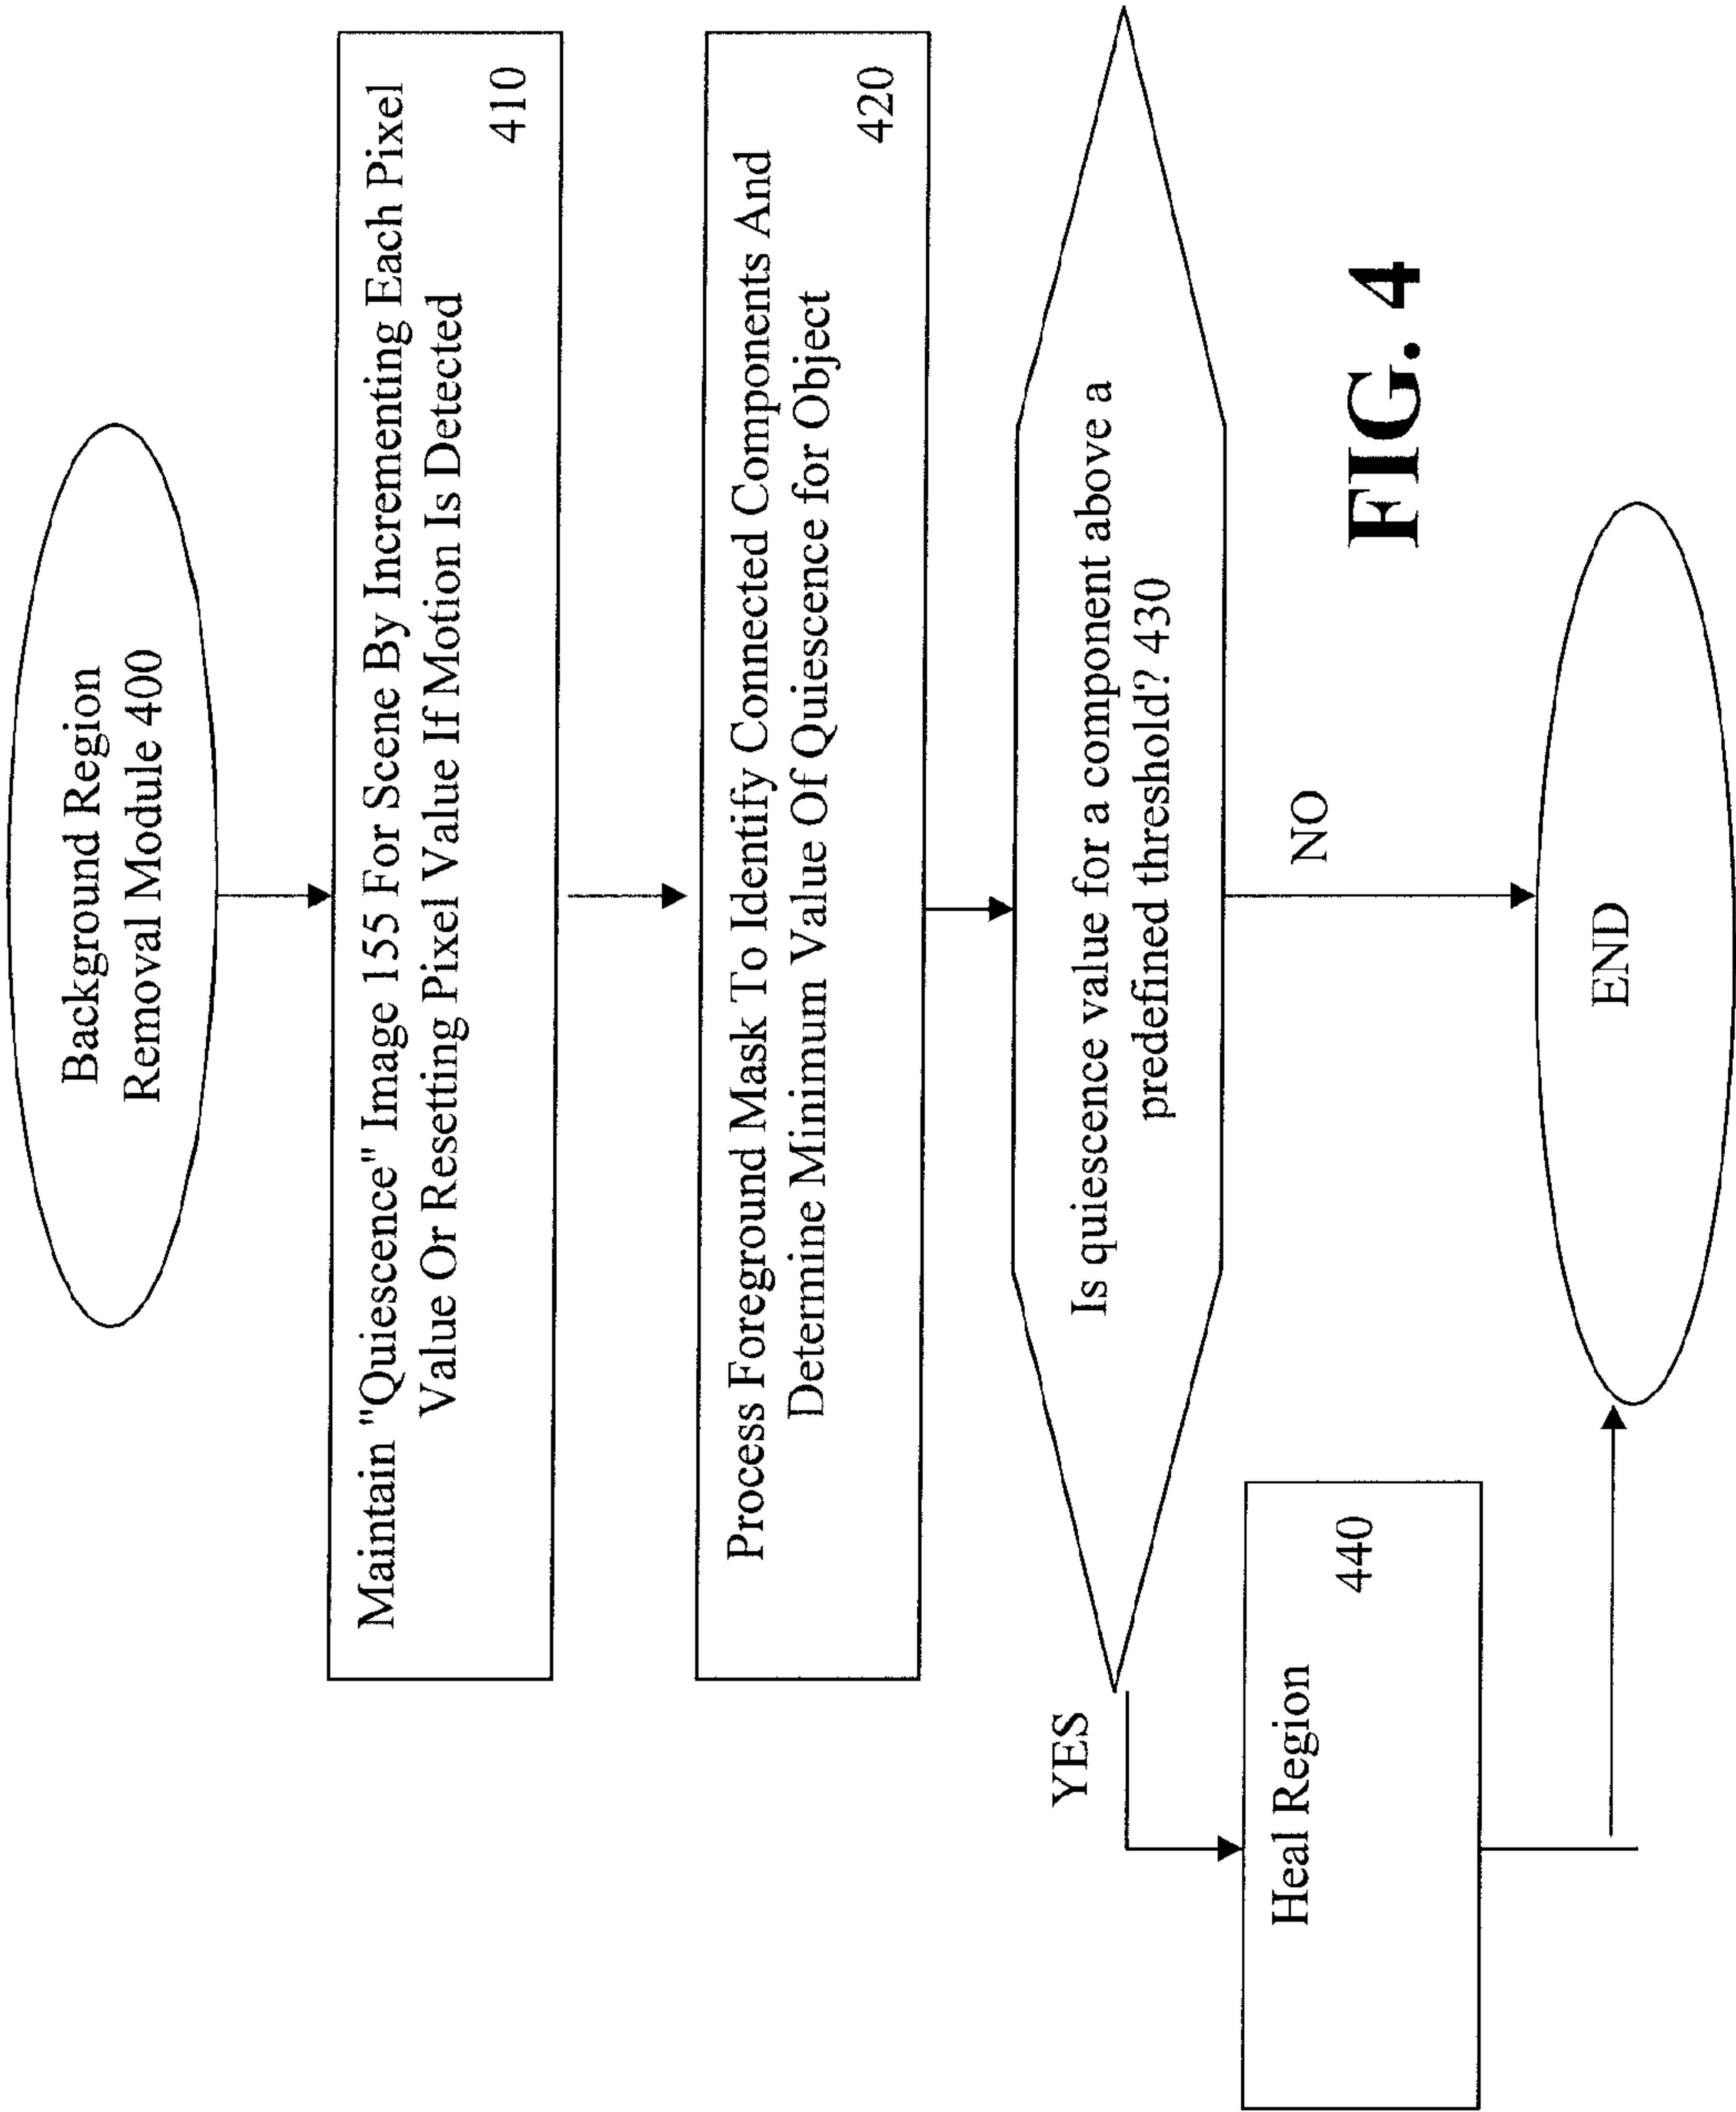 Background Region
Removal Module 400
Maintain "Quiescence" Image 155 For Scene By Incrementing Each Pixel
Value Or Resetting Pixel Value If Motion Is Detected
410
Process Foreground Mask To Identify Connected Components And
Determine Minimum Value Of Quiescence for Object
420
Is quiescence value for a component above a
predefined threshold? 430
YES
NO
Heal Region
440
END
FIG. 4